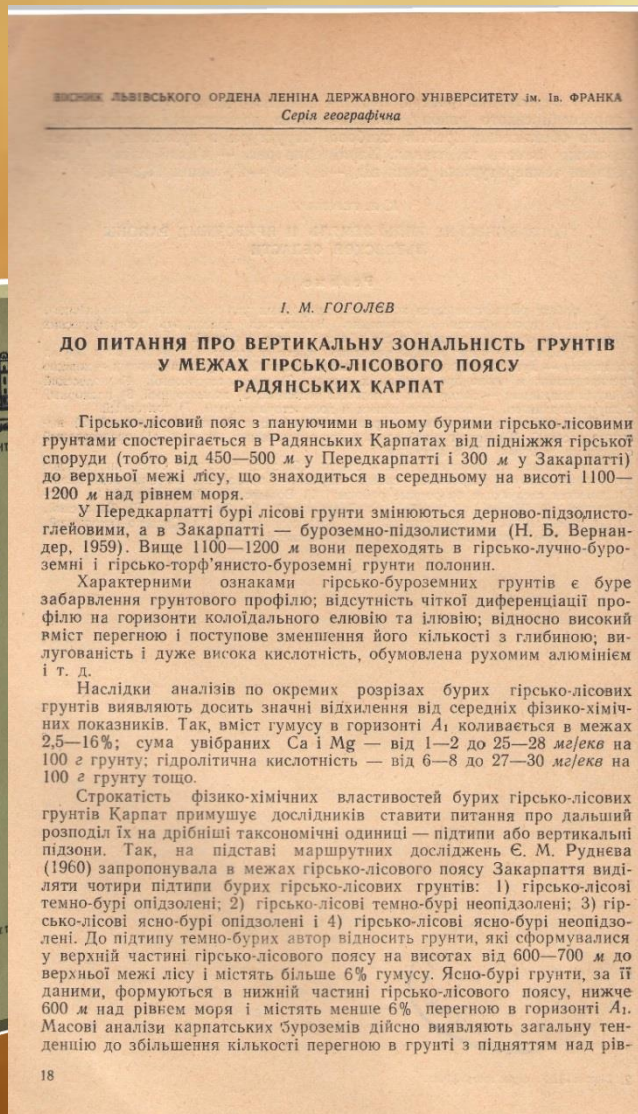 ВІСНИК ЛЬВІВСЬКОГО ОРДЕНА ЛЕНІНА ДЕРЖАВНОГО УНІВЕРСИТЕТУ ім. Ів. ФРАНКА
Серія географічна
І. М. ГОГОЛЄВ
ДО ПИТАННЯ ПРО ВЕРТИКАЛЬНУ ЗОНАЛЬНІСТЬ ГРУНТІВ
У МЕЖАХ ГІРСЬКО-ЛІСОВОГО ПОЯСУ
РАДЯНСЬКИХ КАРПАТ
Гірсько-лісовий пояс з пануючими в ньому бурими гірсько-лісовими
грунтами спостерігається в Радянських Карпатах від підніжжя гірської
споруди (тобто від 450—500 м у Передкарпатті і 300 м у Закарпатті)
до верхньої межі лісу, що знаходиться в середньому на висоті 1100—
1200 м над рівнем моря.
У Передкарпатті бурі лісові грунти змінюються дерново-підзолисто-
глейовими, а в Закарпатті — буроземно-підзолистими (Н. Б. Вернан-
дер, 1959). Вище 1100—1200 м вони переходять в гірсько-лучно-буро-
земні і гірсько-торф'янисто-буроземні грунти полонин.
Характерними ознаками гірсько-буроземних грунтів є буре
забарвлення грунтового профілю; відсутність чіткої диференціації про-
філю на горизонти колоїдального елювію та ілювію; відносно високий
вміст перегною і поступове зменшення його кількості з глибиною; ви-
лугованість і дуже висока кислотність, обумовлена рухомим алюмінієм
і т. д.
Наслідки аналізів по окремих розрізах бурих гірсько-лісових
грунтів виявляють досить значні відхилення від середніх фізико-хіміч-
них показників. Так, вміст гумусу в горизонті А₁ коливається в межах
2,5—16%; сума увібраних Ca і Mg — від 1—2 до 25—28 мг/екв на
100 г грунту; гідролітична кислотність — від 6—8 до 27—30 мг/екв на
100 г грунту тощо.
Строкатість фізико-хімічних властивостей бурих гірсько-лісових
грунтів Карпат примушує дослідників ставити питання про дальший
розподіл їх на дрібніші таксономічні одиниці — підтипи або вертикальні
підзони. Так, на підставі маршрутних досліджень Є. М. Руднєва
(1960) запропонувала в межах гірсько-лісового поясу Закарпаття виді-
ляти чотири підтипи бурих гірсько-лісових грунтів: 1) гірсько-лісові
темно-бурі опідзолені; 2) гірсько-лісові темно-бурі неопідзолені; 3) гір-
сько-лісові ясно-бурі опідзолені і 4) гірсько-лісові ясно-бурі неопідзо-
лені. До підтипу темно-бурих автор відносить грунти, які сформувалися
у верхній частині гірсько-лісового поясу на висотах від 600—700 м до
верхньої межі лісу і містять більше 6% гумусу. Ясно-бурі грунти, за її
даними, формуються в нижній частині гірсько-лісового поясу, нижче
600 м над рівнем моря і містять менше 6% перегною в горизонті А₁.
Масові аналізи карпатських буроземів дійсно виявляють загальну тен-
денцію до збільшення кількості перегною в грунті з підняттям над рів-
18